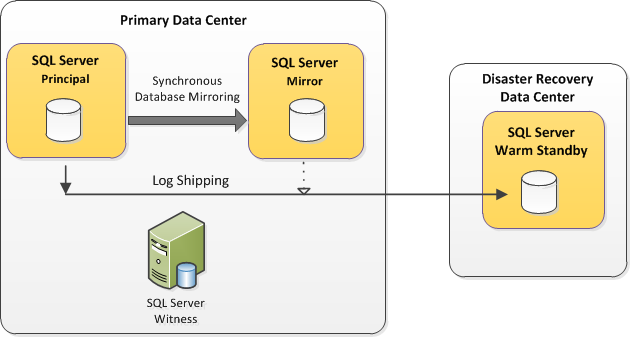 Primary Data Center
SQL Server
Principal
Synchronous
Database Mirroring
SQL Server
Mirror
Log Shipping
SQL Server
Witness
Disaster Recovery
Data Center
SQL Server
Warm Standby